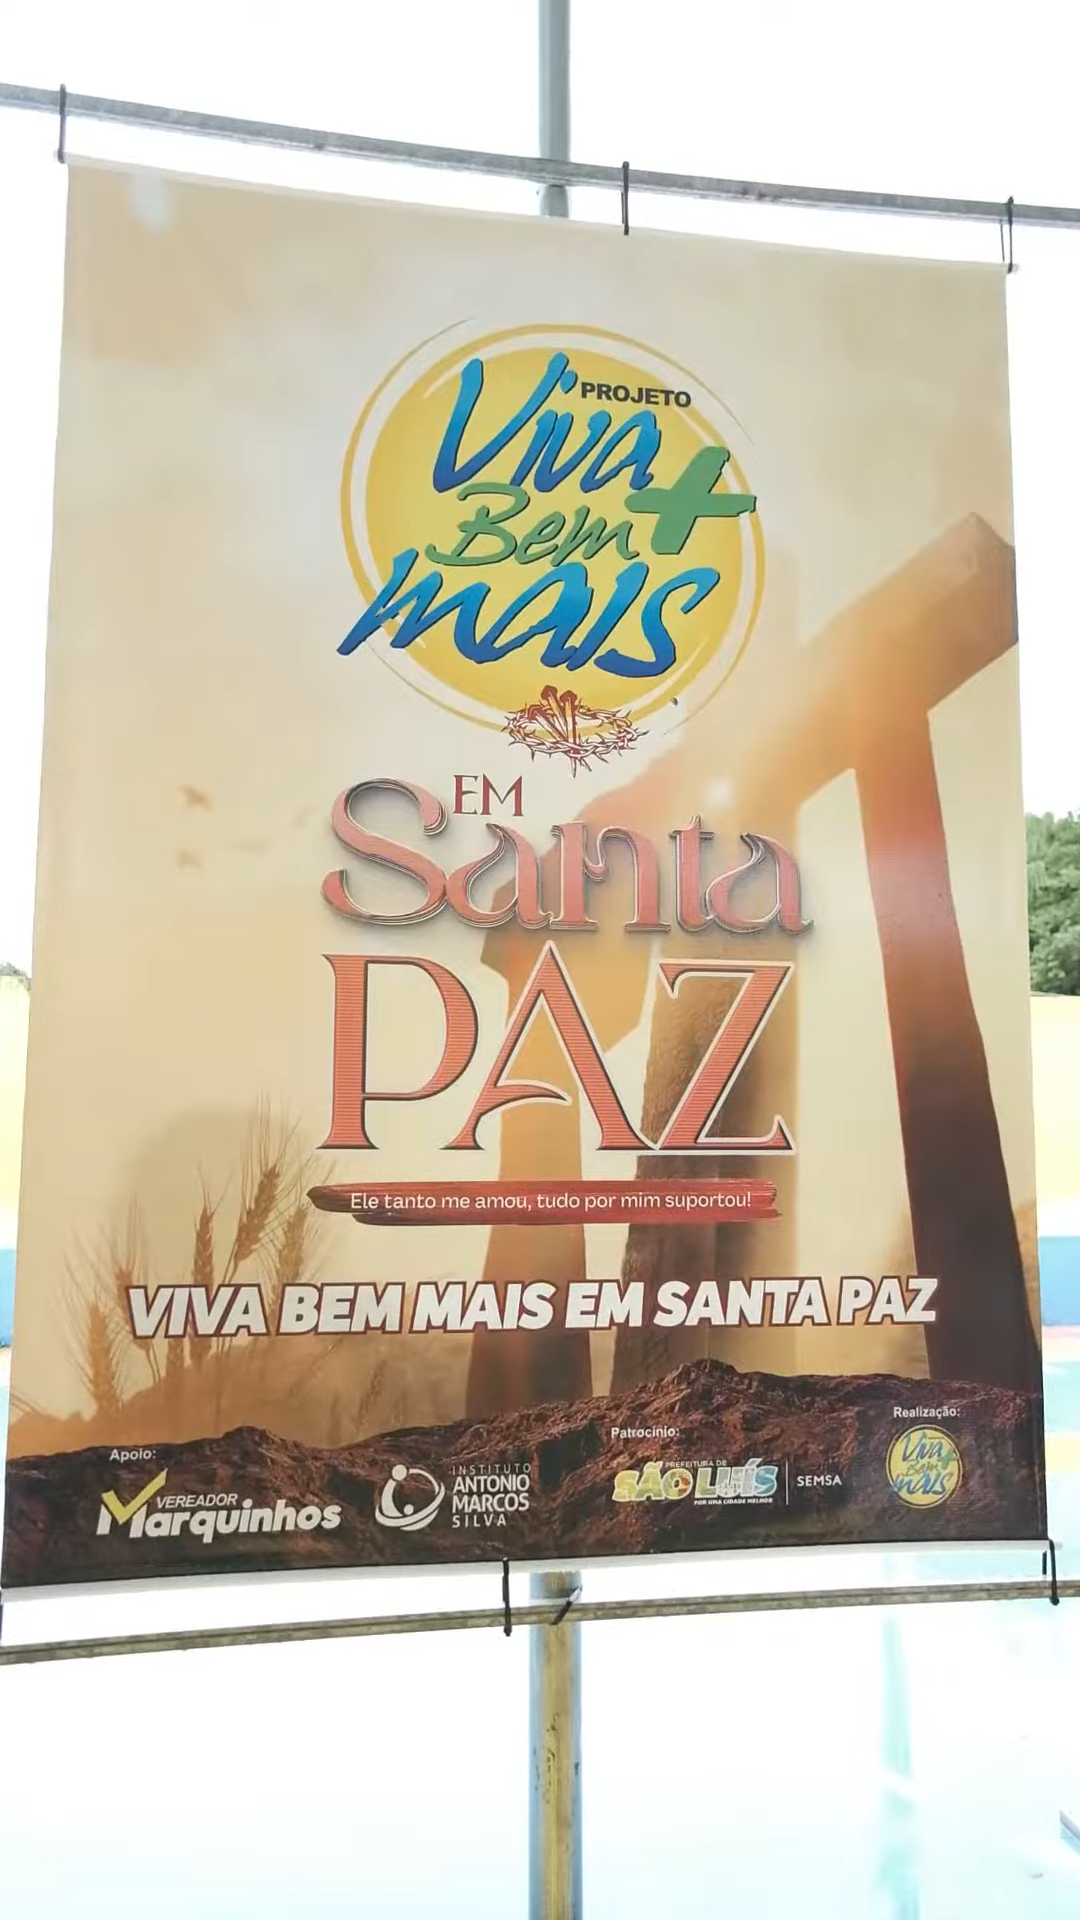 PROJETO
Viva
Bem +
mais
EM
Santa
PAZ
Ele tanto me amou, tudo por mim suportou!
VIVA BEM MAIS EM SANTA PAZ
Apoio:
VEREADOR
Marquinhos
INSTITUTO
ANTONIO
MARCOS
SILVA
Patrocínio:
PREFEITURA DE
SÃO LUÍS
POR UMA CIDADE MELHOR
SEMSA
Realização:
Viva
Bem +
mais